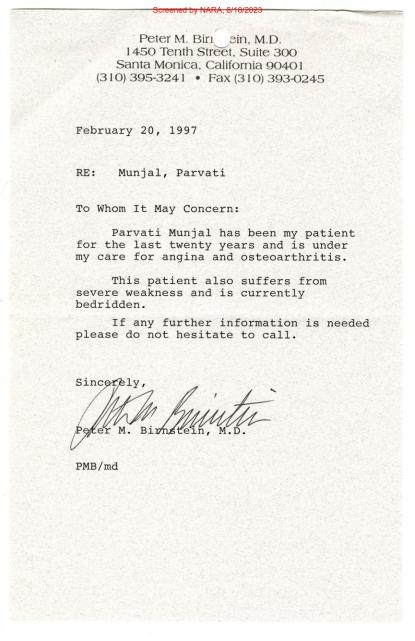 Screened by NARA, 8/16/2023
Peter M. Birnstein, M.D.
1450 Tenth Street, Suite 300
Santa Monica, California 90401
(310) 395-3241 • Fax (310) 393-0245
February 20, 1997
RE: Munjal, Parvati
To Whom It May Concern:
Parvati Munjal has been my patient
for the last twenty years and is under
my care for angina and osteoarthritis.
This patient also suffers from
severe weakness and is currently
bedridden.
If any further information is needed
please do not hesitate to call.
Sincerely,
Peter M. Birnstein, M.D.
PMB/md